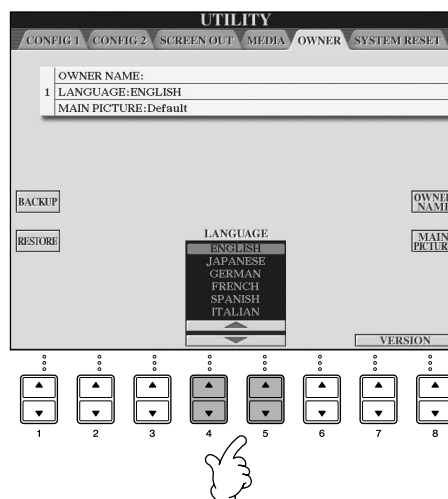 UTILITY
CONFIG 1 CONFIG 2 SCREEN OUT MEDIA OWNER SYSTEM RESET
OWNER NAME:
1 LANGUAGE:ENGLISH
MAIN PICTURE:Default
BACKUP
RESTORE
LANGUAGE
ENGLISH
JAPANESE
GERMAN
FRENCH
SPANISH
ITALIAN
MAIN
VERSION
1 2 3 4 5 6 7 8